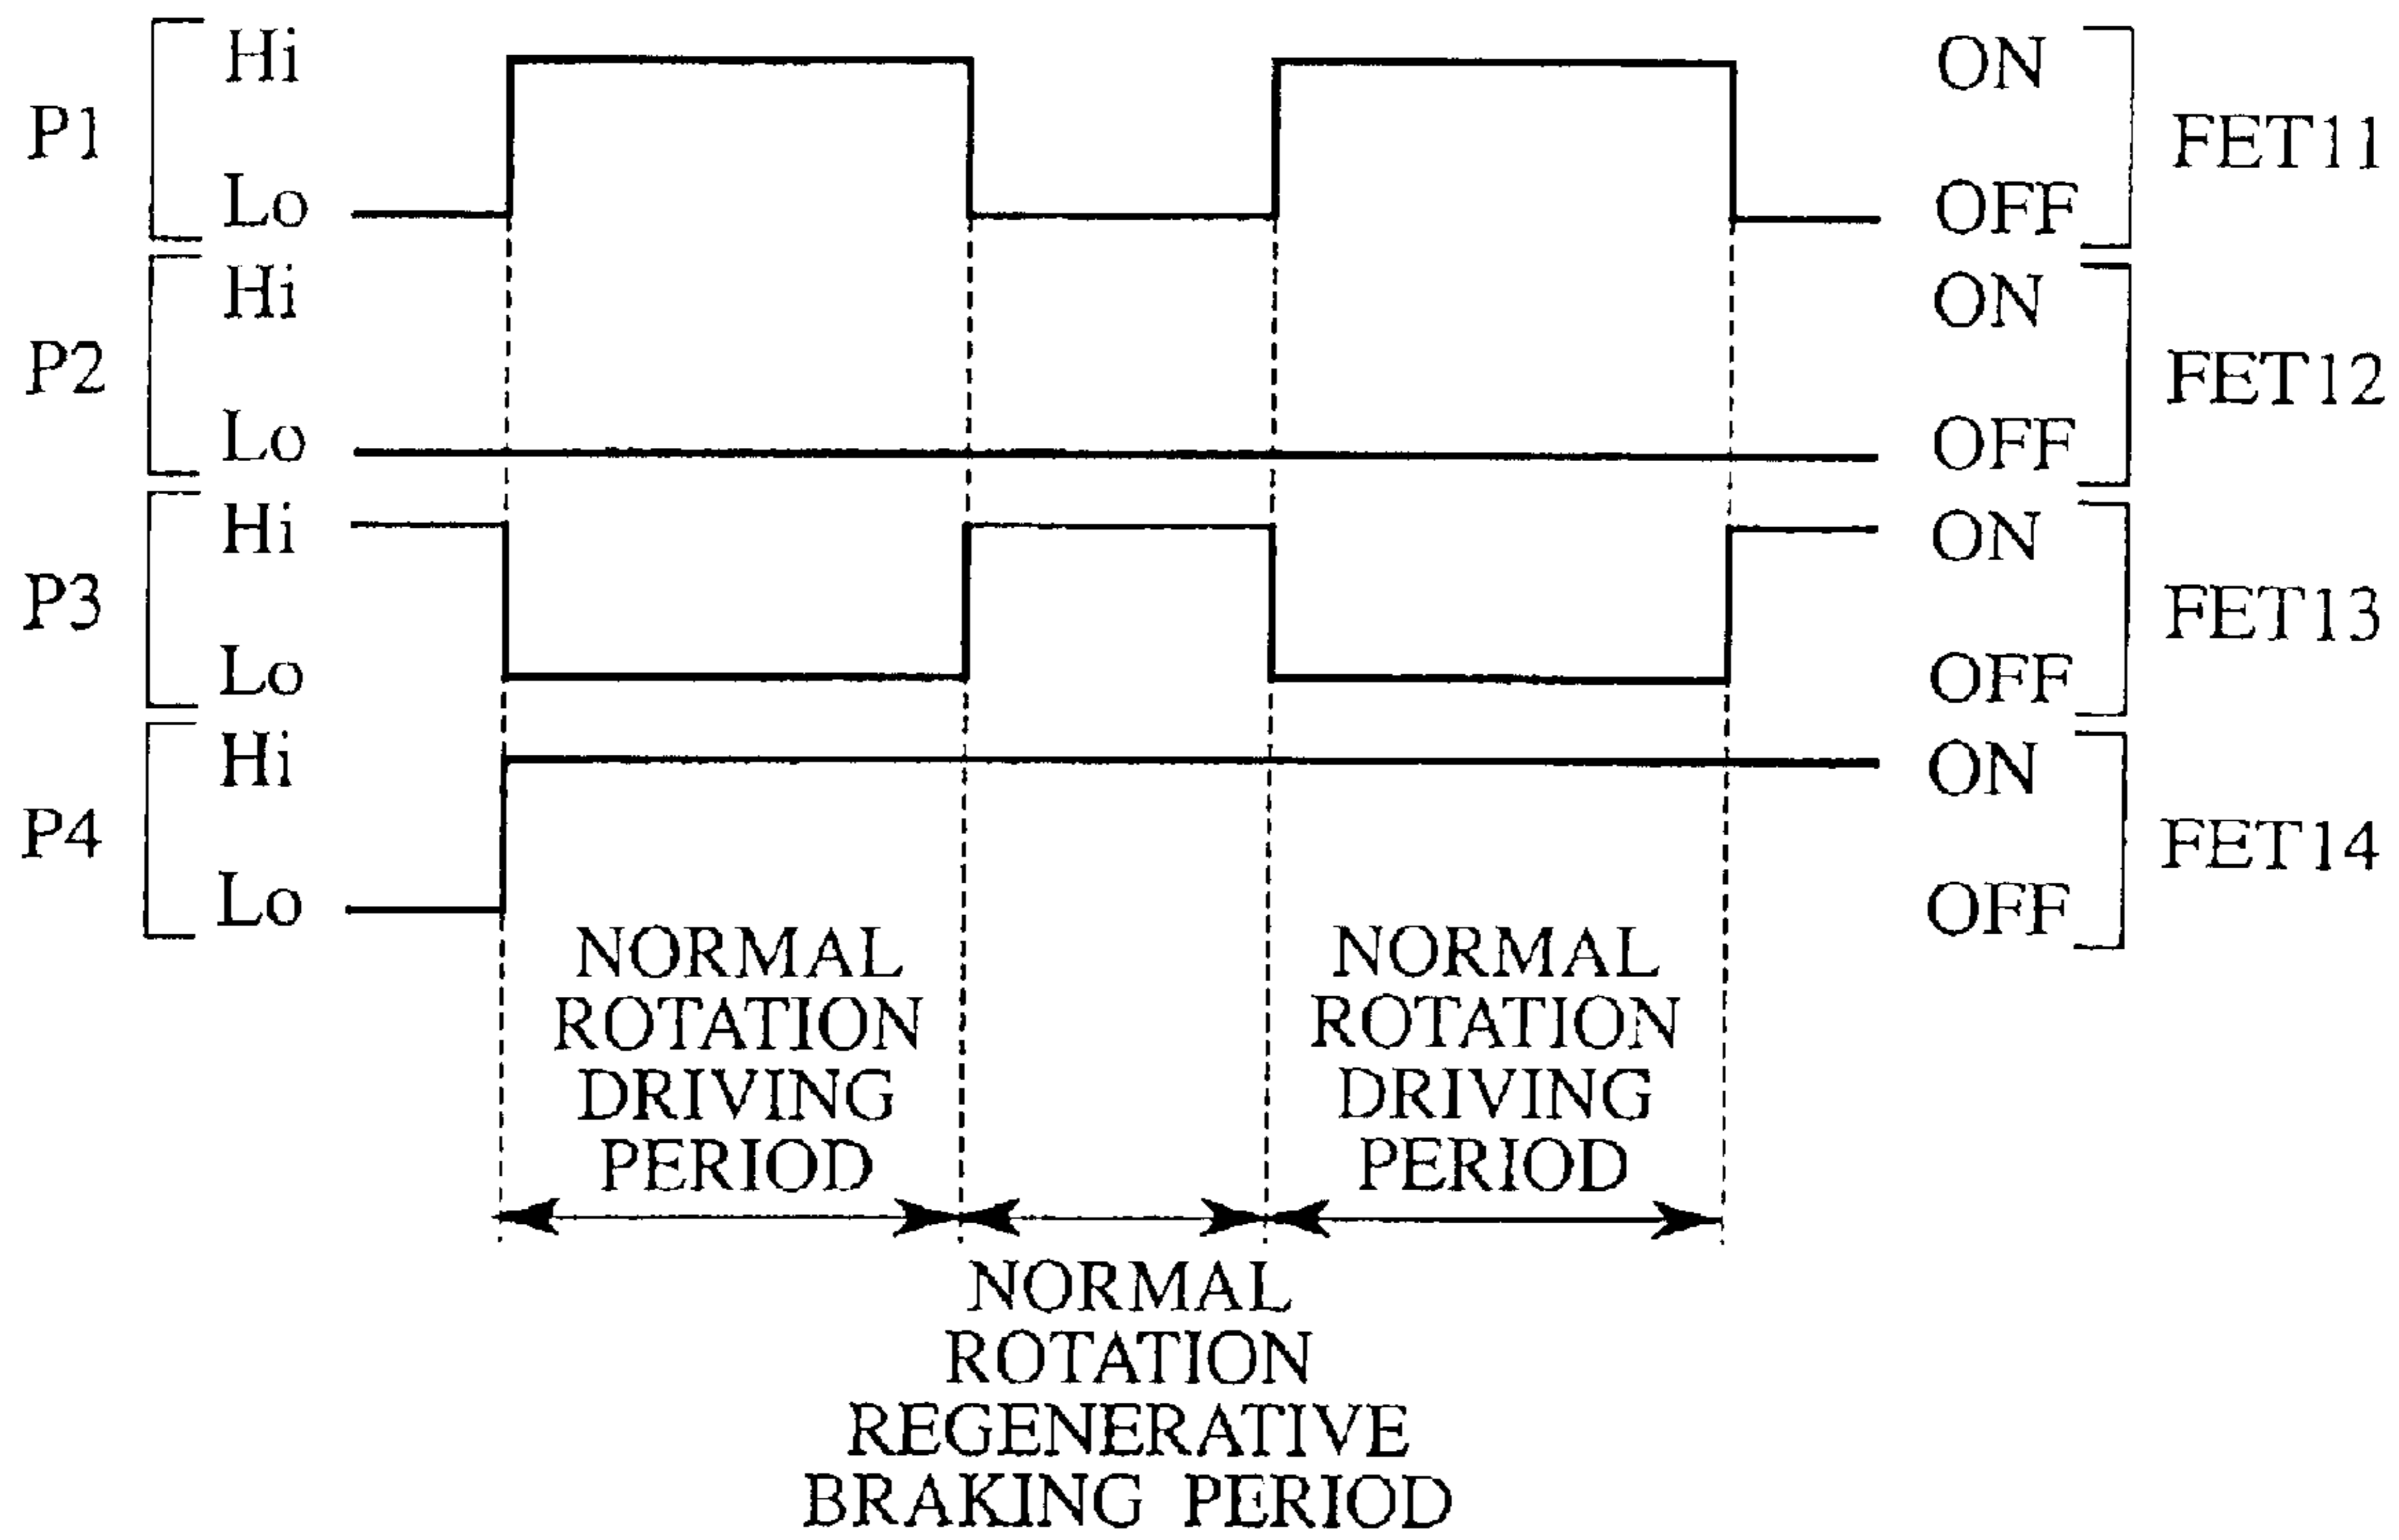 Hi
ON
P1
FET11
Lo
OFF
Hi
ON
P2
FET12
Lo
OFF
Hi
ON
P3
FET13
Lo
OFF
Hi
ON
P4
FET14
Lo
OFF
NORMAL
ROTATION
DRIVING
PERIOD
NORMAL
ROTATION
DRIVING
PERIOD
NORMAL
ROTATION
REGENERATIVE
BRAKING PERIOD